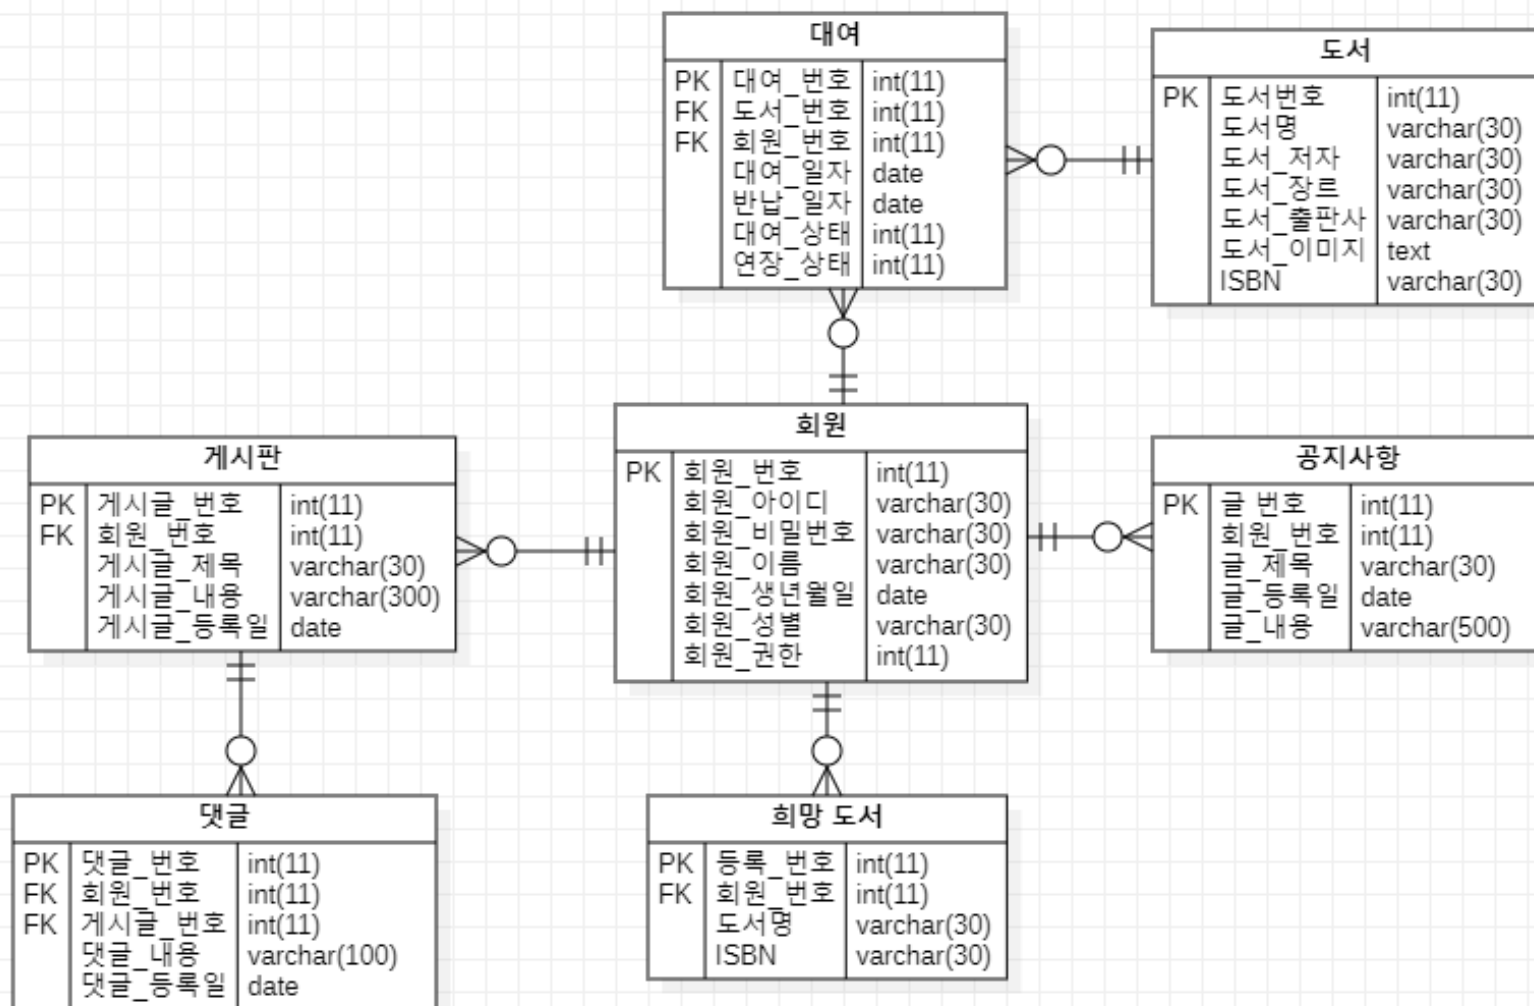 대여
PK 대여_번호 int(11)
FK 도서_번호 int(11)
FK 회원_번호 int(11)
대여_일자 date
반납_일자 date
대여_상태 int(11)
연장_상태 int(11)
도서
PK 도서번호 int(11)
도서명 varchar(30)
도서_저자 varchar(30)
도서_장르 varchar(30)
도서_출판사 varchar(30)
도서_이미지 text
ISBN varchar(30)
게시판
PK 게시글_번호 int(11)
FK 회원_번호 int(11)
게시글_제목 varchar(30)
게시글_내용 varchar(300)
게시글_등록일 date
회원
PK 회원_번호 int(11)
회원_아이디 varchar(30)
회원_비밀번호 varchar(30)
회원_이름 varchar(30)
회원_생년월일 date
회원_성별 varchar(30)
회원_권한 int(11)
공지사항
PK 글 번호 int(11)
회원_번호 int(11)
글_제목 varchar(30)
글_등록일 date
글_내용 varchar(500)
댓글
PK 댓글_번호 int(11)
FK 회원_번호 int(11)
FK 게시글_번호 int(11)
댓글_내용 varchar(100)
댓글_등록일 date
희망 도서
PK 등록_번호 int(11)
FK 회원_번호 int(11)
도서명 varchar(30)
ISBN varchar(30)